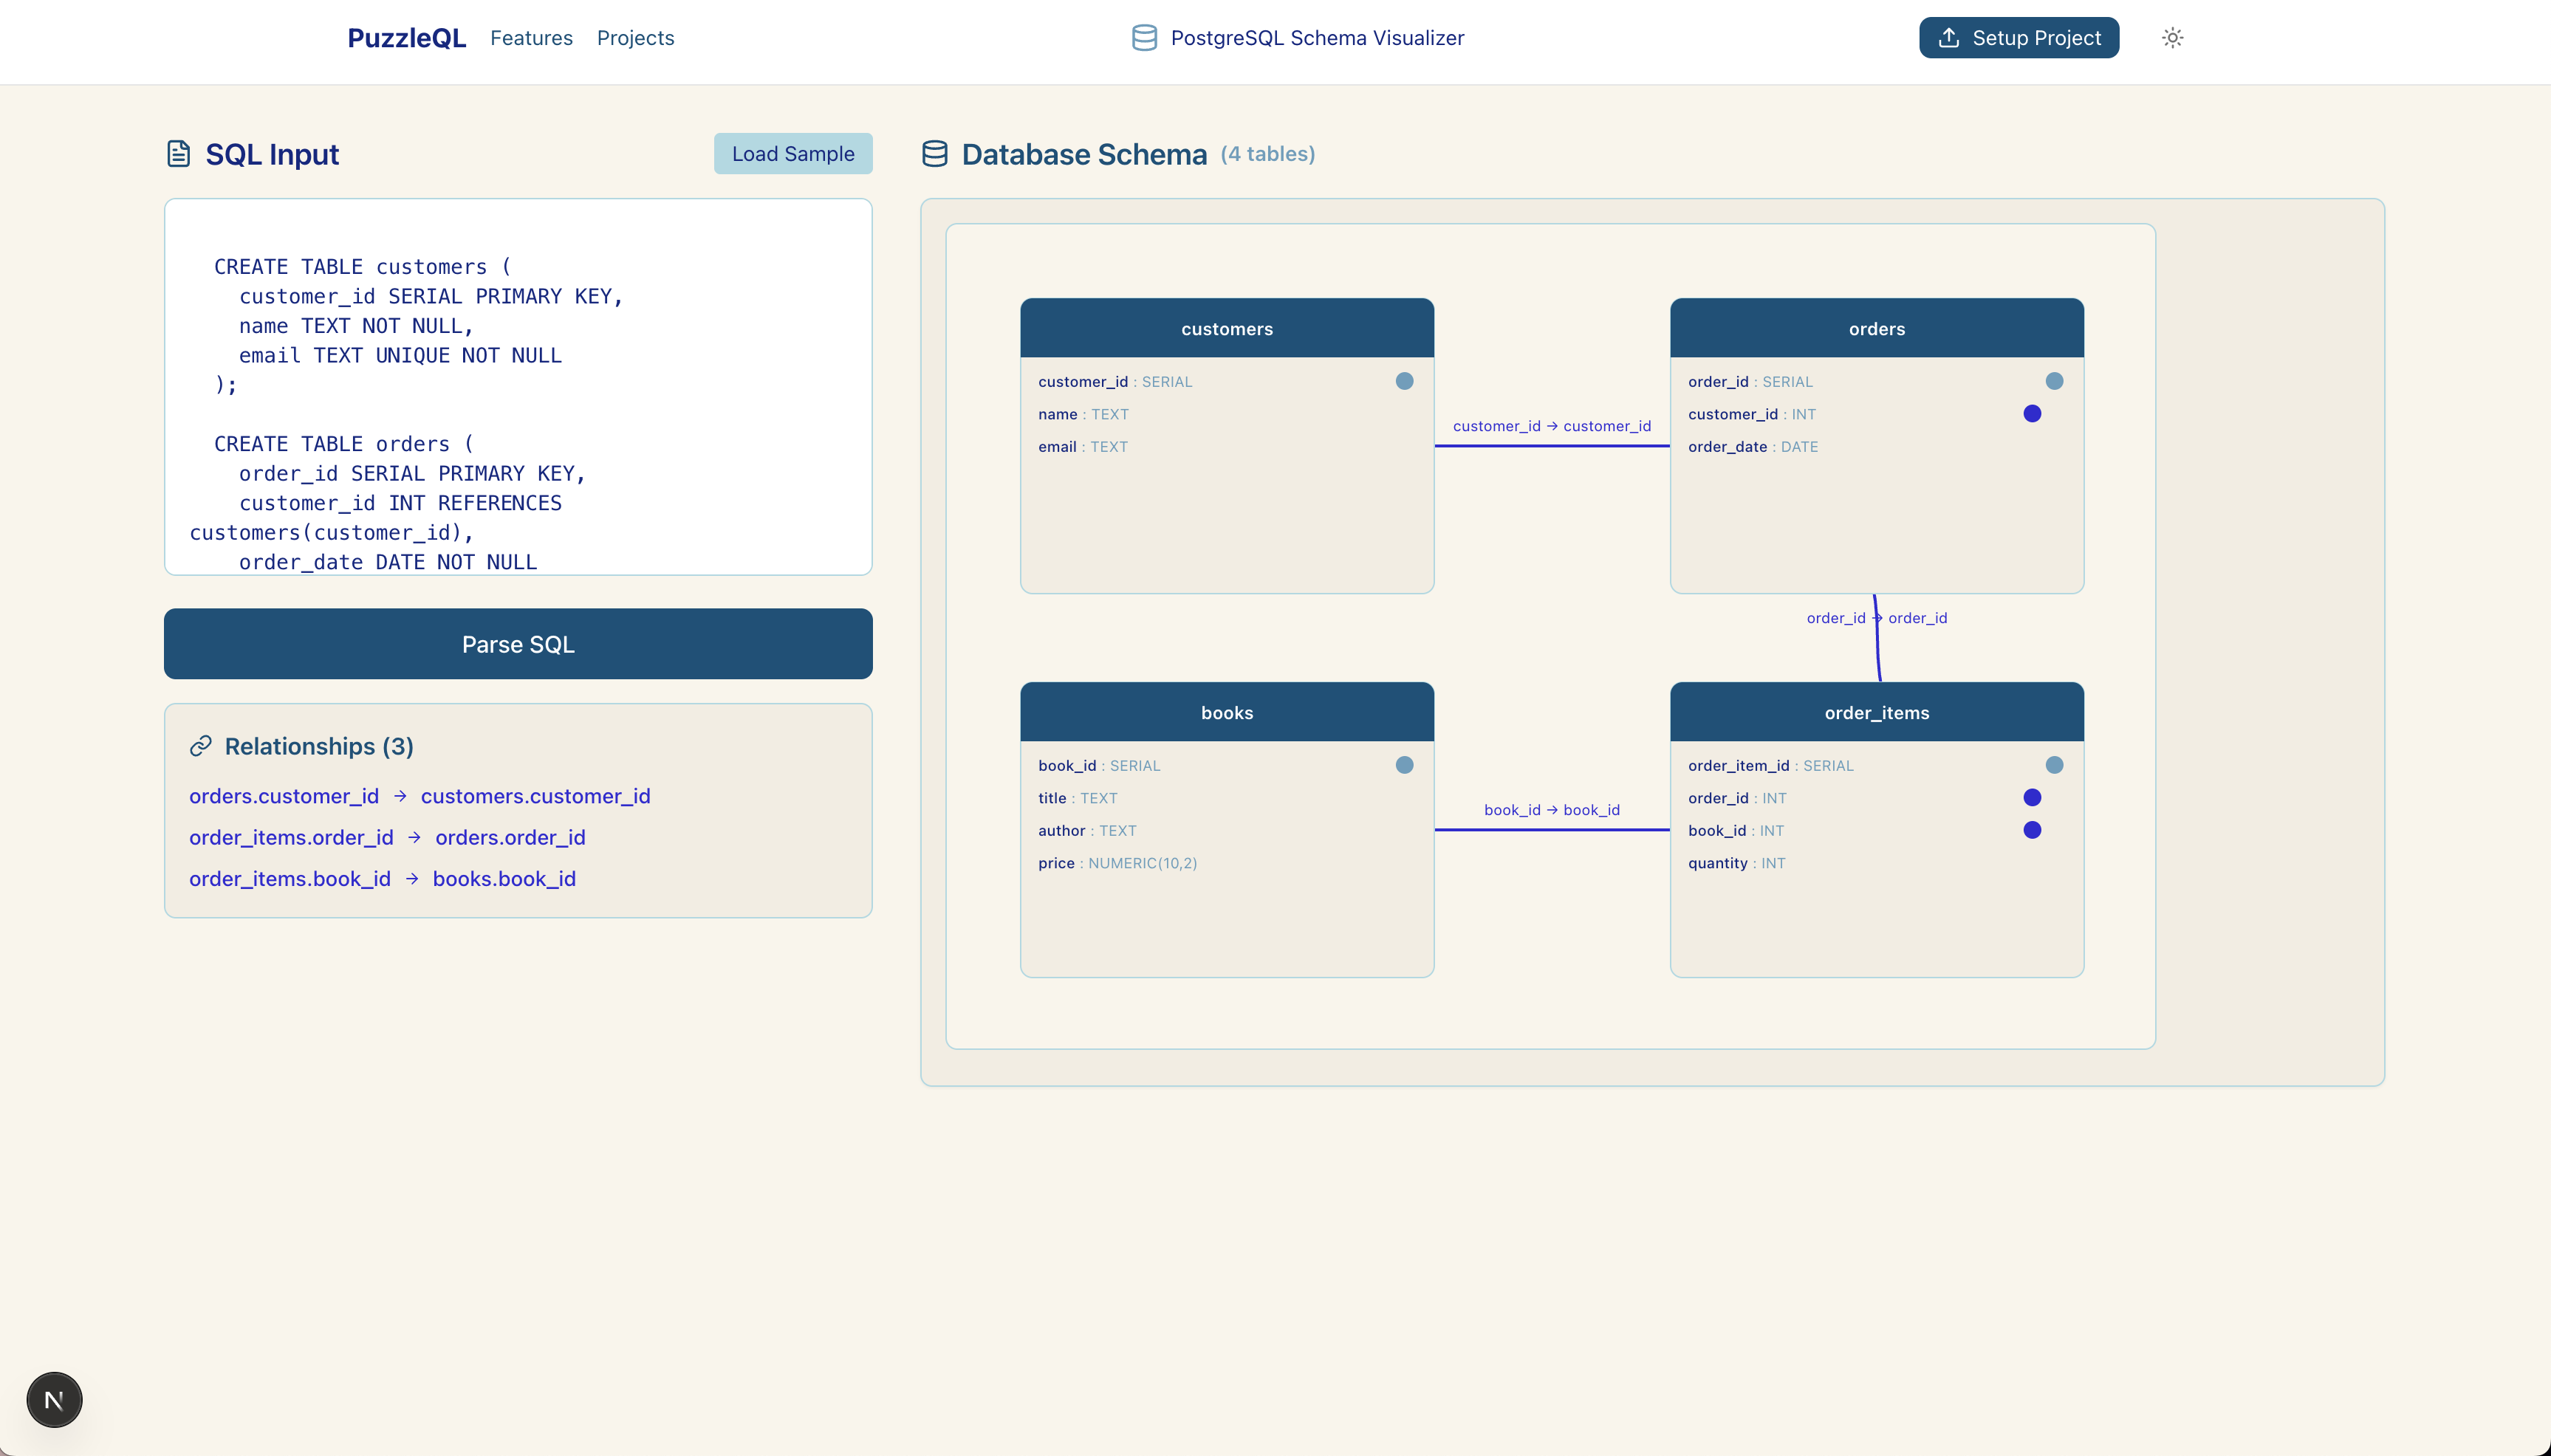 PuzzleQL Features Projects PostgreSQL Schema Visualizer Setup Project
SQL Input Load Sample
CREATE TABLE customers (
customer_id SERIAL PRIMARY KEY,
name TEXT NOT NULL,
email TEXT UNIQUE NOT NULL
);
CREATE TABLE orders (
order_id SERIAL PRIMARY KEY,
customer_id INT REFERENCES
customers(customer_id),
order_date DATE NOT NULL
Parse SQL
Relationships (3)
orders.customer_id → customers.customer_id
order_items.order_id → orders.order_id
order_items.book_id → books.book_id
Database Schema (4 tables)
customers
customer_id : SERIAL
name : TEXT
email : TEXT
customer_id → customer_id
orders
order_id : SERIAL
customer_id : INT
order_date : DATE
order_id → order_id
books
book_id : SERIAL
title : TEXT
author : TEXT
price : NUMERIC(10,2)
book_id → book_id
order_items
order_item_id : SERIAL
order_id : INT
book_id : INT
quantity : INT
N